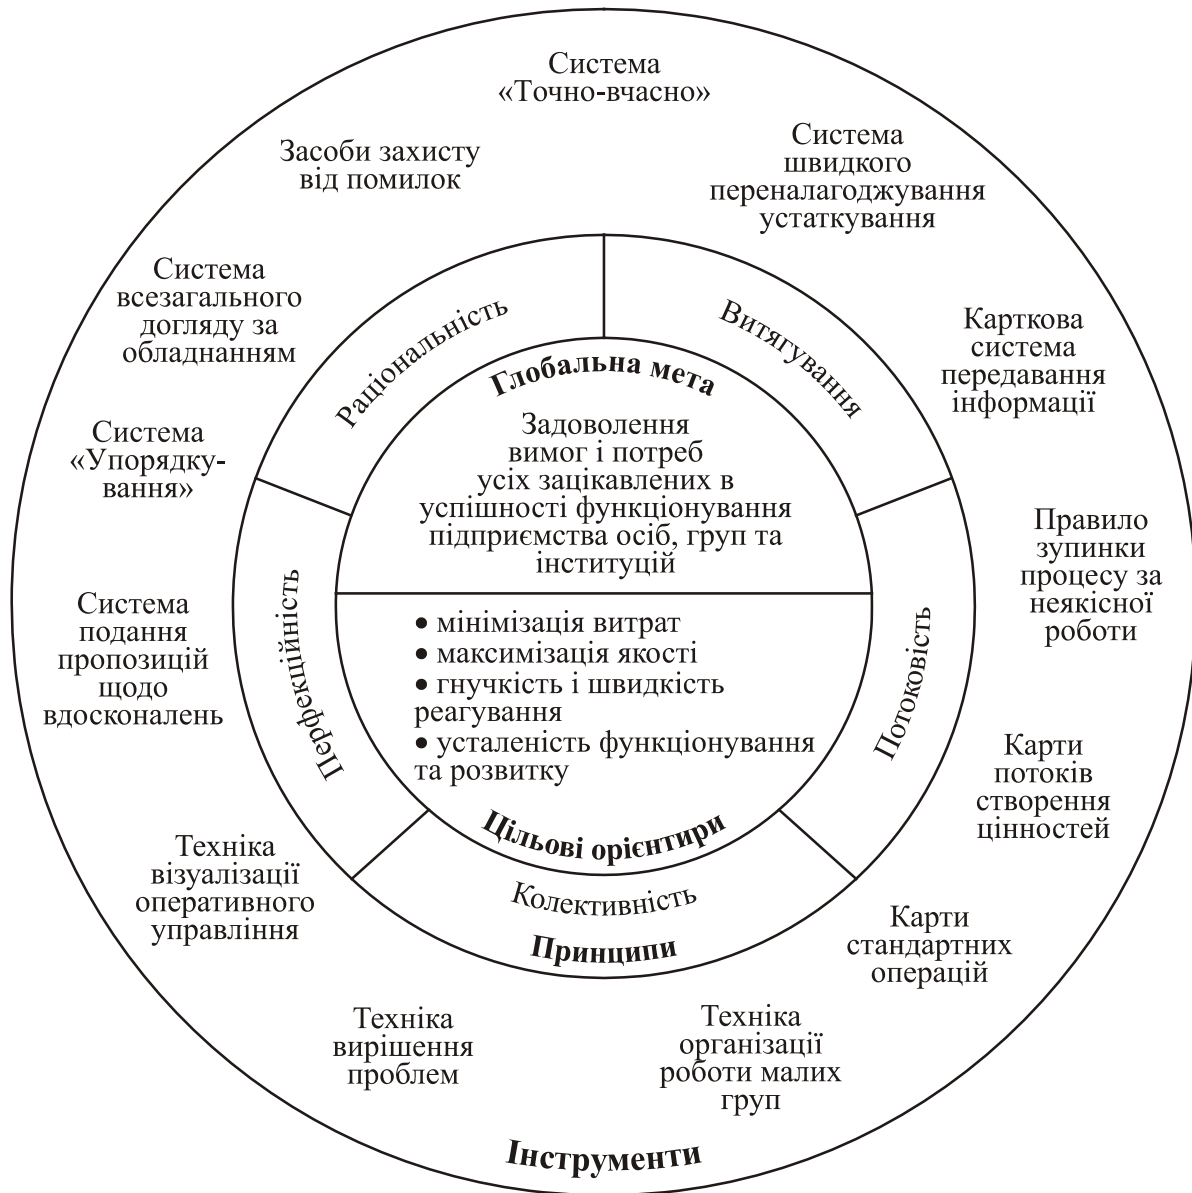 Система
«Точно-вчасно»
Система
швидкого
переналагоджування
устаткування
Карткова
система
передавання
інформації
Правило
зупинки
процесу за
неякісної
роботи
Карти
потоків
створення
цінностей
Карти
стандартних
операцій
Техніка
організації
роботи малих
груп
Техніка
вирішення
проблем
Техніка
візуалізації
оперативного
управління
Система
подання
пропозицій
щодо
вдосконалень
Система
«Упорядку-
вання»
Система
всезагального
догляду за
обладнанням
Засоби захисту
від помилок
Інструменти
Раціональність
Витягування
Потоковість
Колективність
Перфекційність
Принципи
Глобальна мета
Задоволення
вимог і потреб
усіх зацікавлених в
успішності функціонування
підприємства осіб, груп та
інституцій
• мінімізація витрат
• максимізація якості
• гнучкість і швидкість
реагування
• усталеність функціонування
та розвитку
Цільові орієнтири